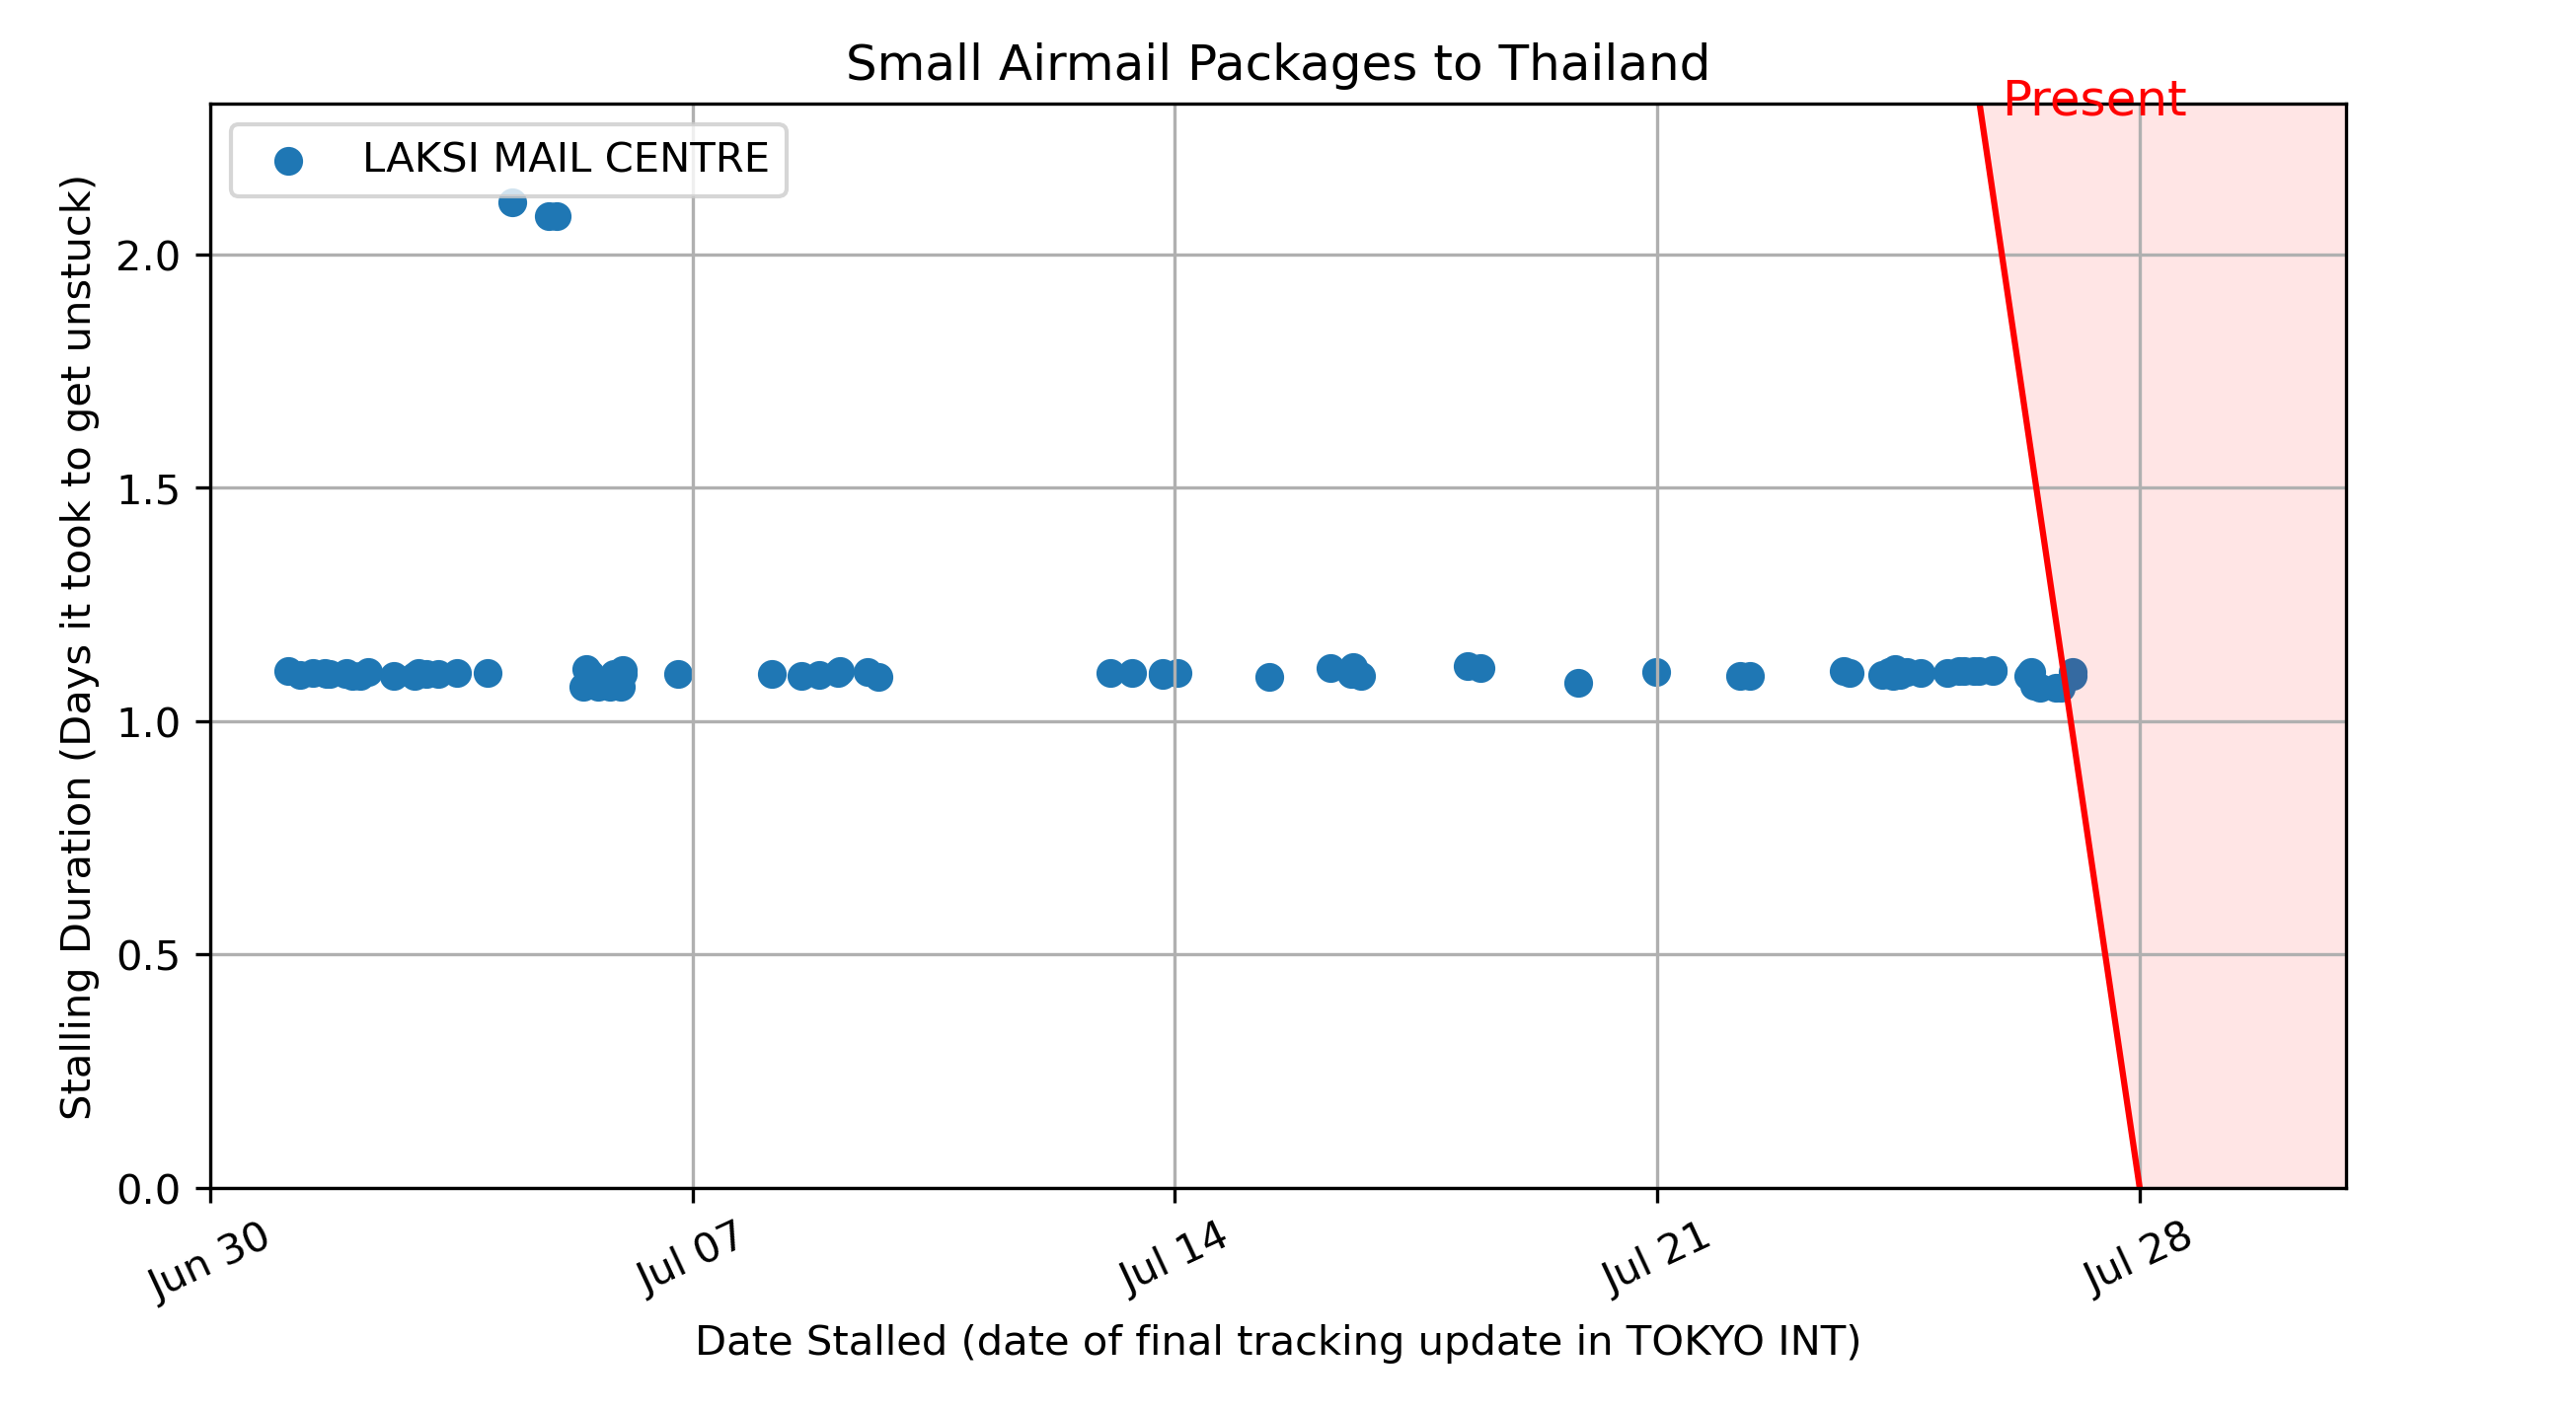 Small Airmail Packages to Thailand
Present
LAKSI MAIL CENTRE
Stalling Duration (Days it took to get unstuck)
2.0
1.5
1.0
0.5
0.0
Jun 30
Jul 07
Jul 14
Jul 21
Jul 28
Date Stalled (date of final tracking update in TOKYO INT)